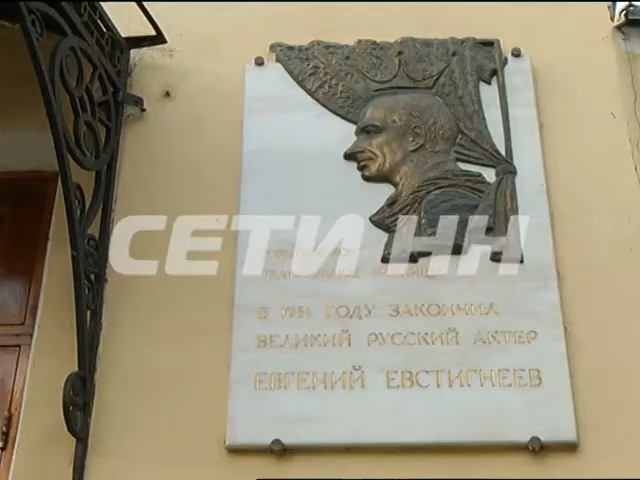 СЕТИ НН
В 1951 ГОДУ ЗАКОНЧИЛ
ВЕЛИКИЙ РУССКИЙ АКТЕР
ЕВГЕНИЙ ЕВСТИГНЕЕВ